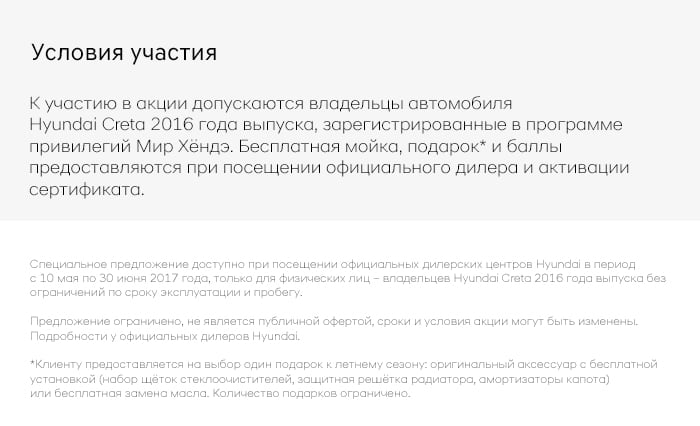 Условия участия
К участию в акции допускаются владельцы автомобиля
Hyundai Creta 2016 года выпуска, зарегистрированные в программе
привилегий Мир Хёндэ. Бесплатная мойка, подарок* и баллы
предоставляются при посещении официального дилера и активации
сертификата.
Специальное предложение доступно при посещении официальных дилерских центров Hyundai в период
с 10 мая по 30 июня 2017 года, только для физических лиц – владельцев Hyundai Creta 2016 года выпуска без
ограничений по сроку эксплуатации и пробегу.
Предложение ограничено, не является публичной офертой, сроки и условия акции могут быть изменены.
Подробности у официальных дилеров Hyundai.
*Клиенту предоставляется на выбор один подарок к летнему сезону: оригинальный аксессуар с бесплатной
установкой (набор щёток стеклоочистителей, защитная решётка радиатора, амортизаторы капота)
или бесплатная замена масла. Количество подарков ограничено.